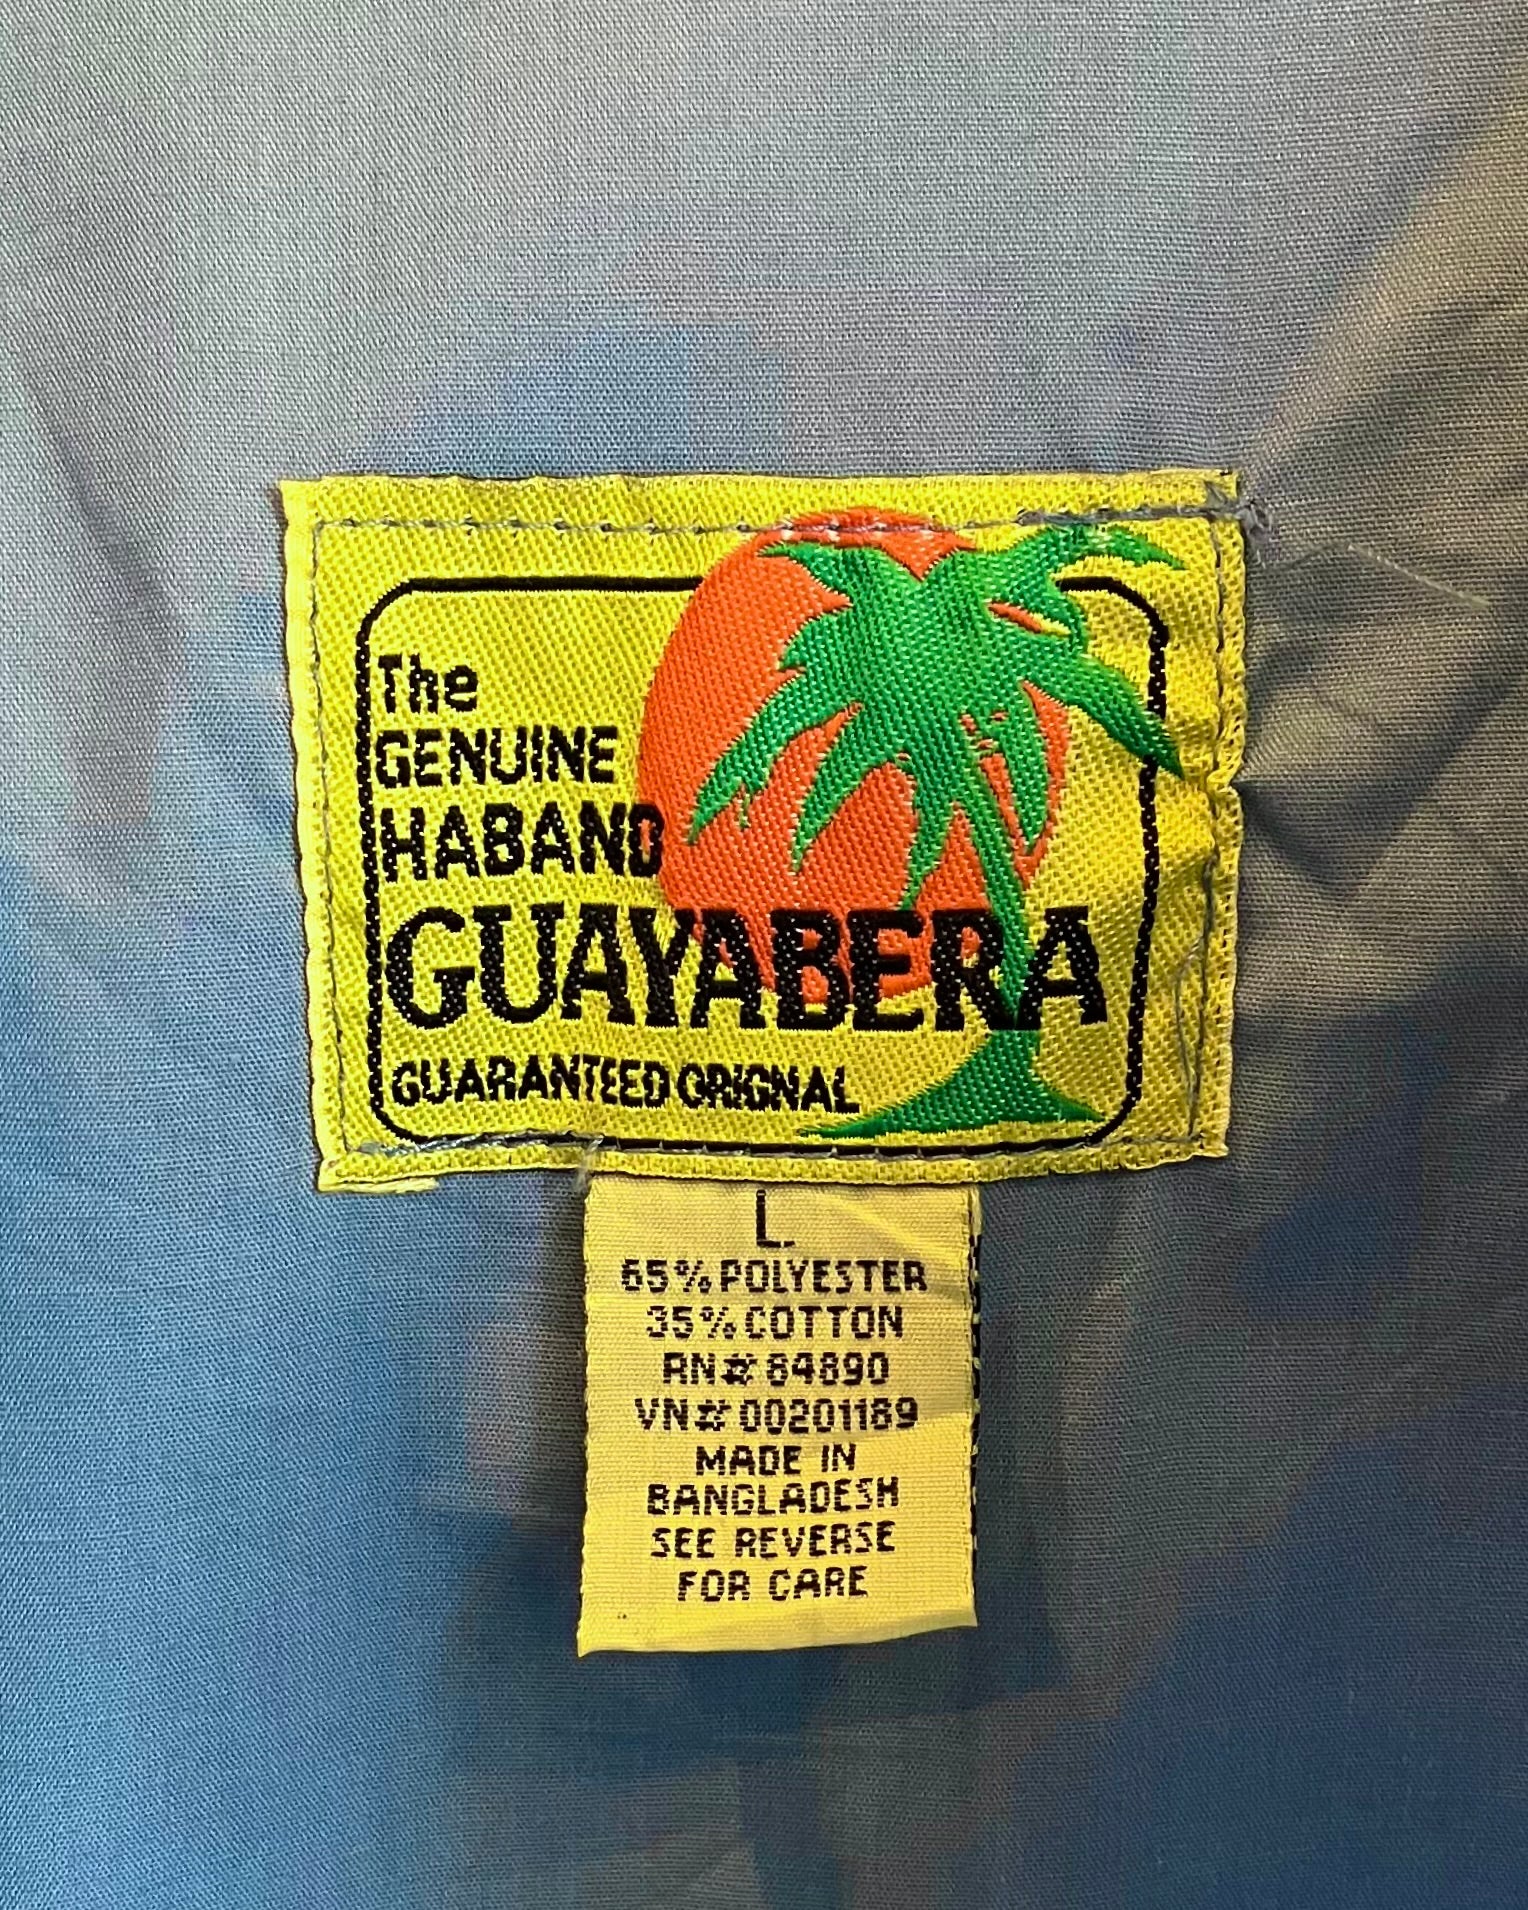 The
GENUINE
HABAND
GUAYABERA
GUARANTEED ORIGNAL
L
65% POLYESTER
35% COTTON
RN# 84890
VN# 00201189
MADE IN
BANGLADESH
SEE REVERSE
FOR CARE